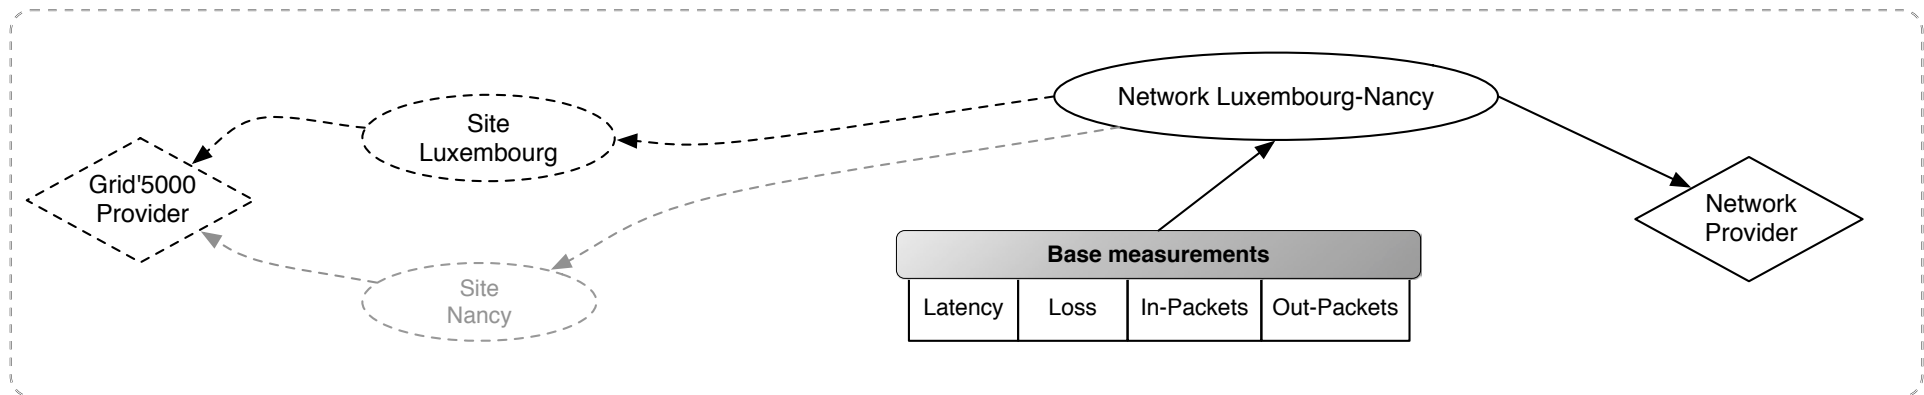 Network Luxembourg-Nancy
Site
Luxembourg
Grid'5000
Provider
Network
Provider
Base measurements
Site
Nancy
Latency
Loss
In-Packets
Out-Packets